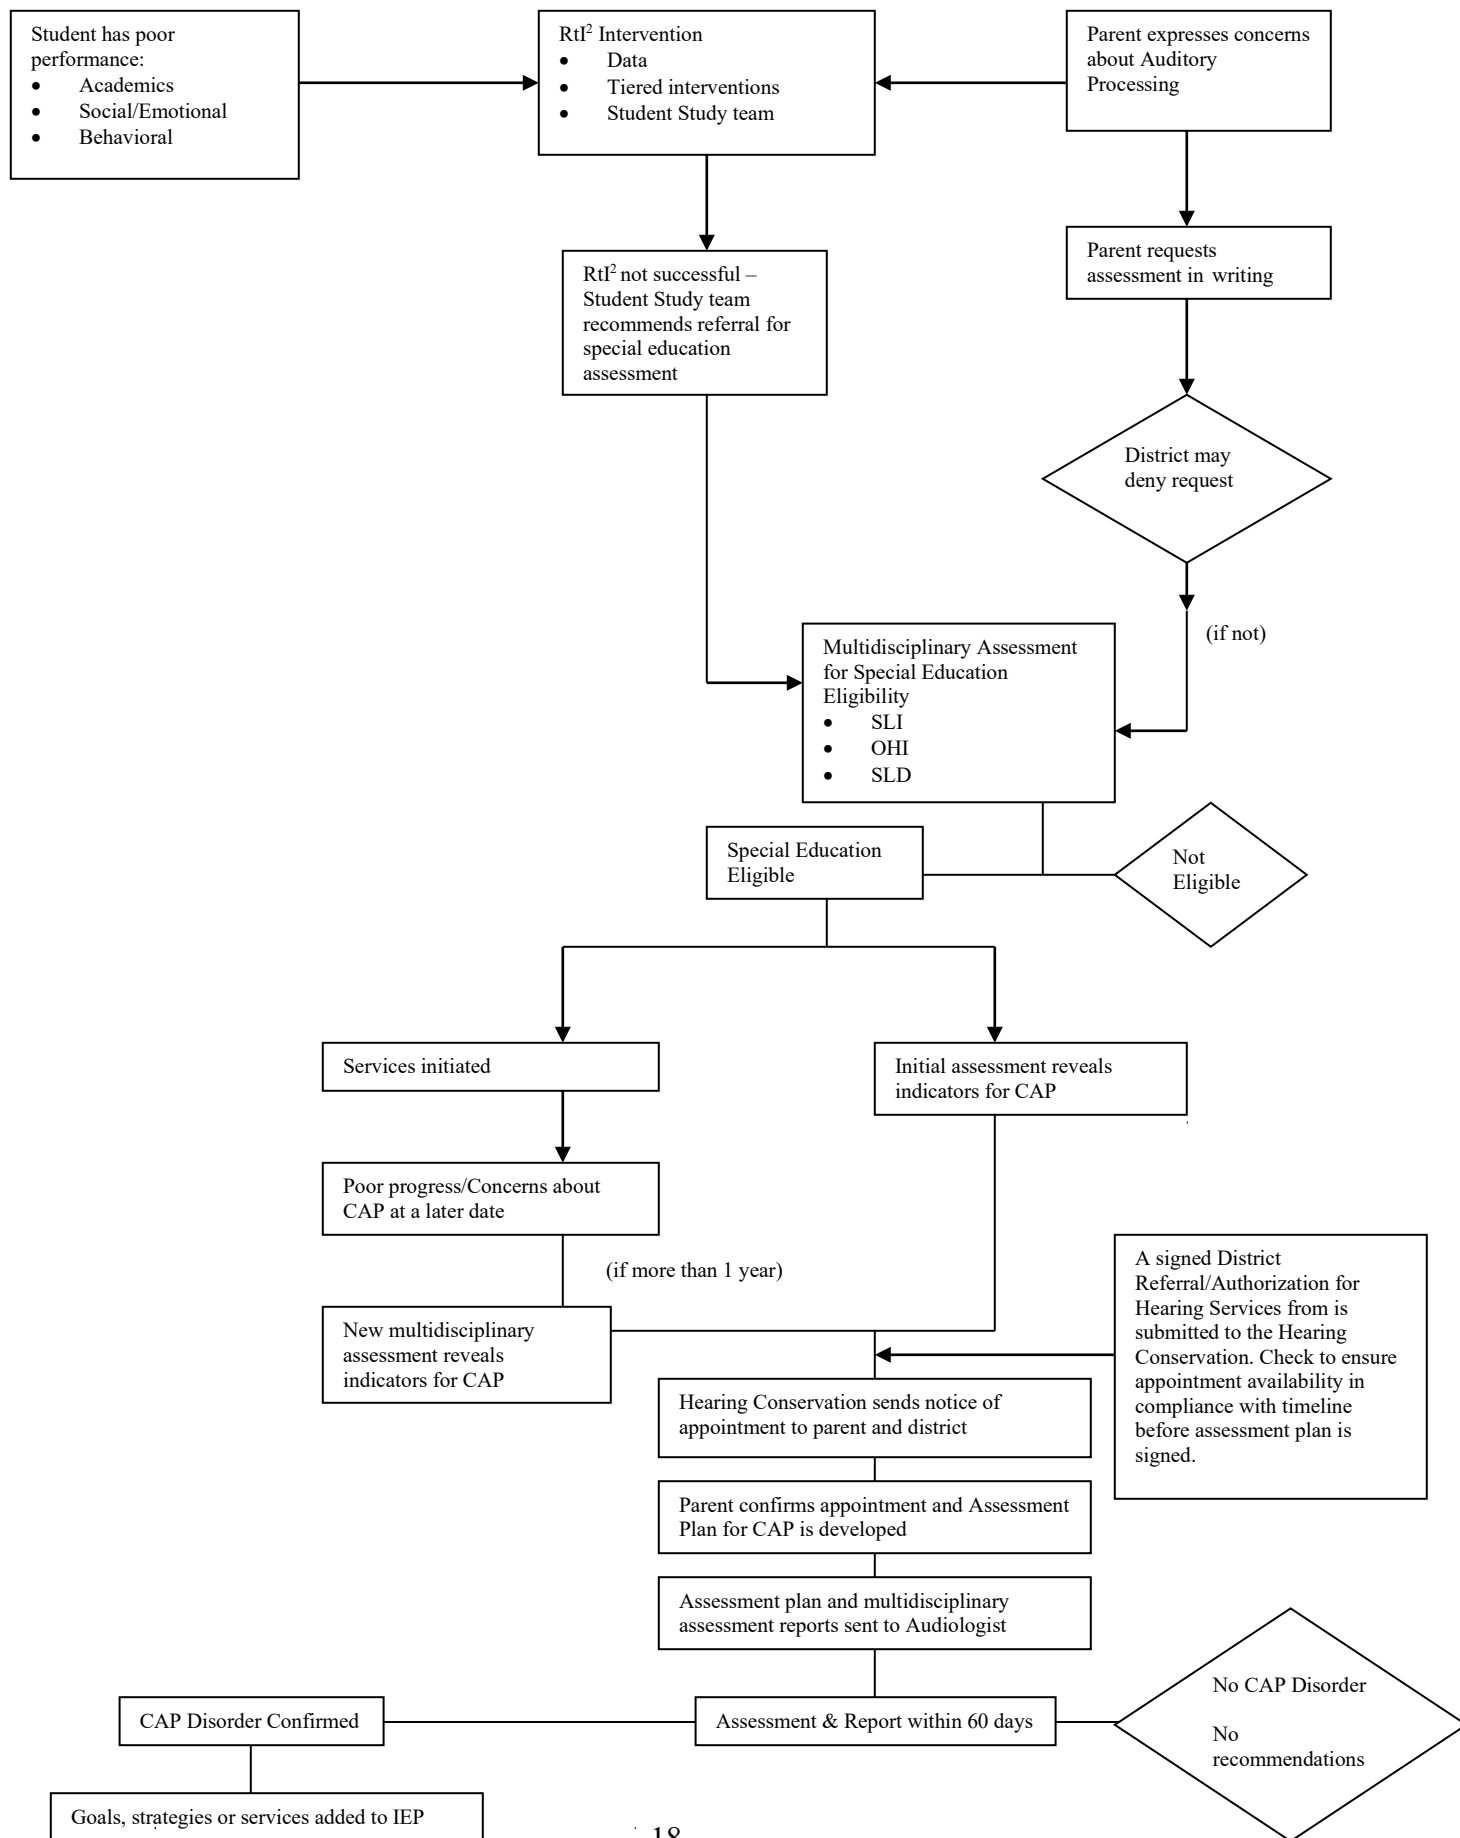 Student has poor
performance:
• Academics
• Social/Emotional
• Behavioral
RtI² Intervention
• Data
• Tiered interventions
• Student Study team
Parent expresses concerns
about Auditory
Processing
Parent requests
assessment in writing
RtI² not successful –
Student Study team
recommends referral for
special education
assessment
District may
deny request
(if not)
Multidisciplinary Assessment
for Special Education
Eligibility
• SLI
• OHI
• SLD
Special Education
Eligible
Not
Eligible
Services initiated
Initial assessment reveals
indicators for CAP
Poor progress/Concerns about
CAP at a later date
(if more than 1 year)
New multidisciplinary
assessment reveals
indicators for CAP
A signed District
Referral/Authorization for
Hearing Services from is
submitted to the Hearing
Conservation. Check to ensure
appointment availability in
compliance with timeline
before assessment plan is
signed.
Hearing Conservation sends notice of
appointment to parent and district
Parent confirms appointment and Assessment
Plan for CAP is developed
Assessment plan and multidisciplinary
assessment reports sent to Audiologist
CAP Disorder Confirmed
Assessment & Report within 60 days
No CAP Disorder
No
recommendations
Goals, strategies or services added to IEP
18